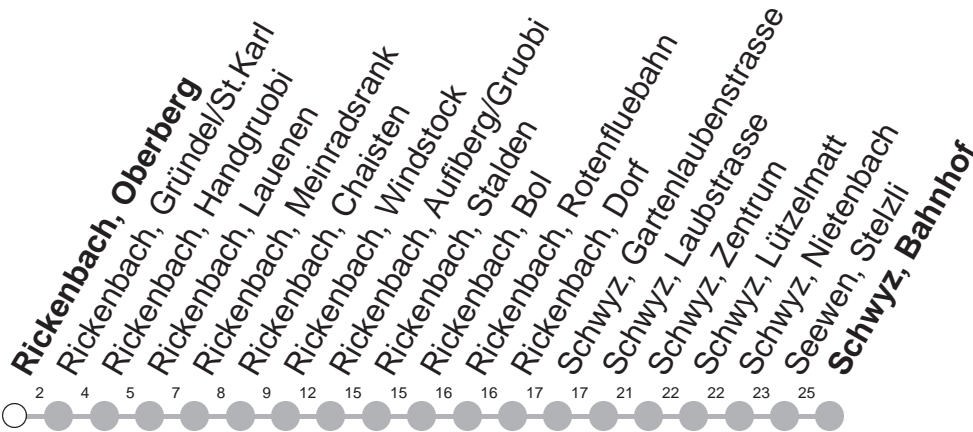 Rickenbach, Oberberg
Rickenbach, Gründel/St.Karl
Rickenbach, Handgruobi
Rickenbach, Lauenen
Rickenbach, Meinradsrank
Rickenbach, Chaisten
Rickenbach, Windstock
Rickenbach, Aufiberg/Gruobi
Rickenbach, Stalden
Rickenbach, Bol
Rickenbach, Rotenfluebahn
Rickenbach, Dorf
Schwyz, Gartenlaubenstrasse
Schwyz, Laubstrasse
Schwyz, Zentrum
Schwyz, Lützelmatt
Schwyz, Nietenbach
Seewen, Stelzli
Schwyz, Bahnhof
2 4 5 7 8 9 12 15 15 16 16 17 17 21 22 22 23 25